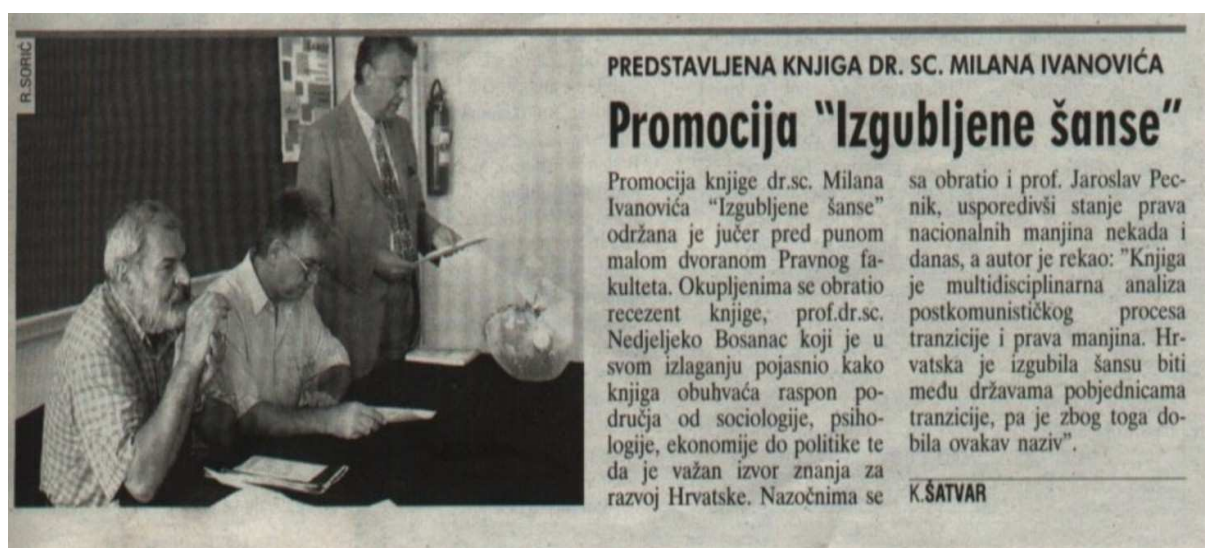 R.SORIĆ
PREDSTAVLJENA KNJIGA DR. SC. MILANA IVANOVIĆA
Promocija "Izgubljene šanse"
Promocija knjige dr.sc. Milana
Ivanovića "Izgubljene šanse"
održana je jučer pred punom
malom dvoranom Pravnog fa-
kulteta. Okupljenima se obratio
recezent knjige, prof.dr.sc.
Nedjeljeko Bosanac koji je u
svom izlaganju pojasnio kako
knjiga obuhvaća raspon po-
dručja od sociologije, psiho-
logije, ekonomije do politike te
da je važan izvor znanja za
razvoj Hrvatske. Nazočnima se
sa obratio i prof. Jaroslav Pec-
nik, usporedivši stanje prava
nacionalnih manjina nekada i
danas, a autor je rekao: "Knjiga
je multidisciplinarna analiza
postkomunističkog procesa
tranzicije i prava manjina. Hr-
vatska je izgubila šansu biti
među državama pobjednicama
tranzicije, pa je zbog toga do-
bila ovakav naziv".
K.ŠATVAR